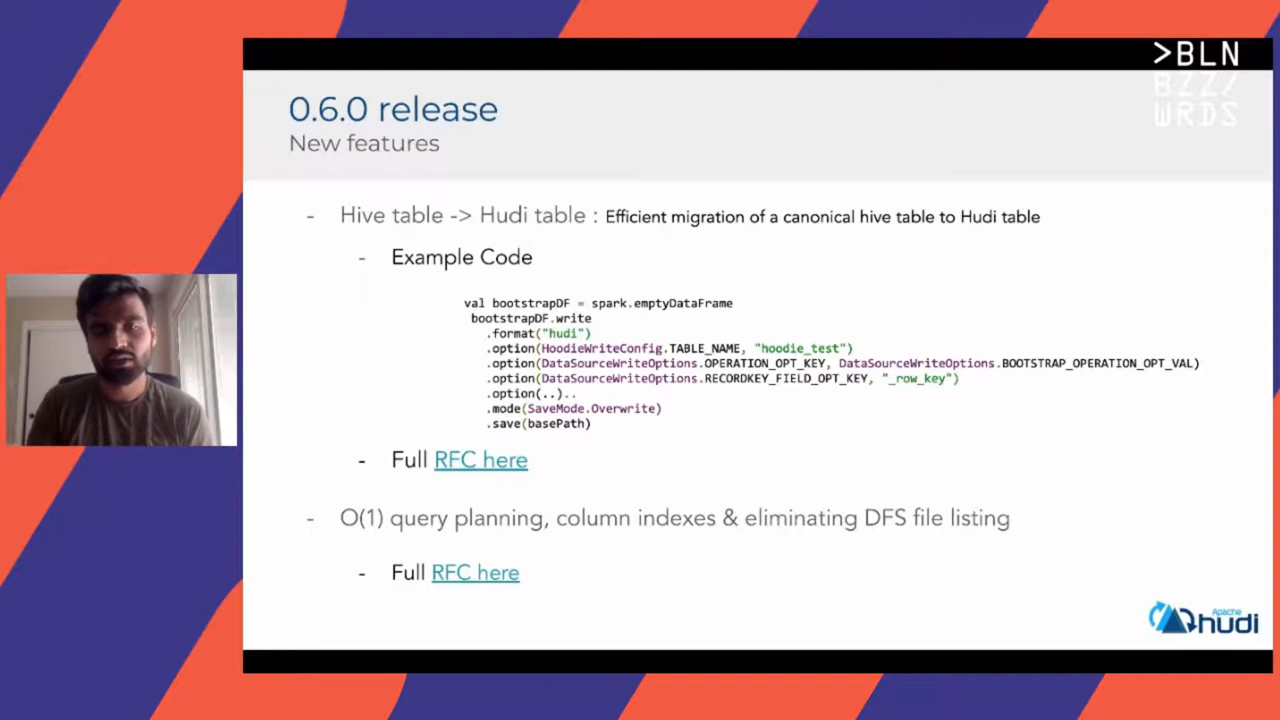 >BLN
BZZ/
WRDS
0.6.0 release
New features
- Hive table -> Hudi table : Efficient migration of a canonical hive table to Hudi table
- Example Code
val bootstrapDF = spark.emptyDataFrame
bootstrapDF.write
.format("hudi")
.option(HoodieWriteConfig.TABLE_NAME, "hoodie_test")
.option(DataSourceWriteOptions.OPERATION_OPT_KEY, DataSourceWriteOptions.BOOTSTRAP_OPERATION_OPT_VAL)
.option(DataSourceWriteOptions.RECORDKEY_FIELD_OPT_KEY, "_row_key")
.option(..)..
.mode(SaveMode.Overwrite)
.save(basePath)
- Full RFC here
- O(1) query planning, column indexes & eliminating DFS file listing
- Full RFC here
Apache
hudi